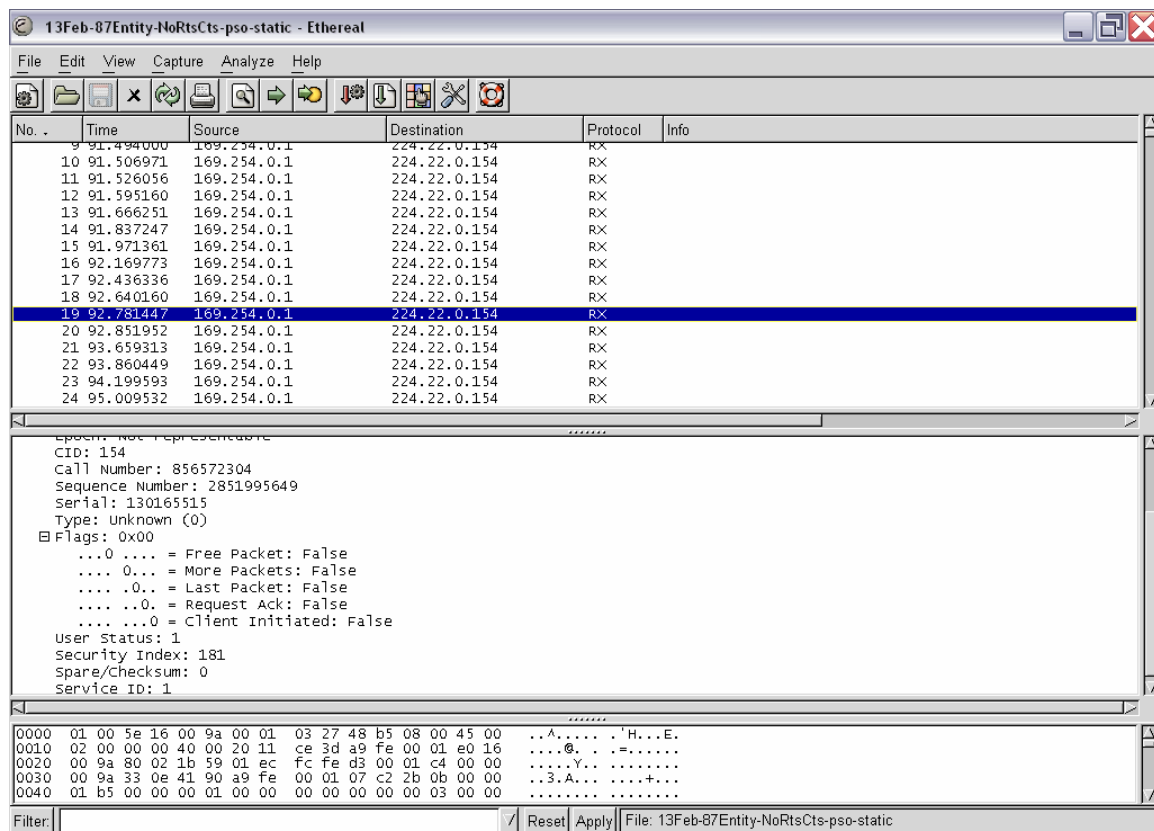 13Feb-87Entity-NoRtsCts-pso-static - Ethereal
File Edit View Capture Analyze Help
No. Time Source Destination Protocol Info
9 91.494000 169.254.0.1 224.22.0.154 RX
10 91.506971 169.254.0.1 224.22.0.154 RX
11 91.526056 169.254.0.1 224.22.0.154 RX
12 91.595160 169.254.0.1 224.22.0.154 RX
13 91.666251 169.254.0.1 224.22.0.154 RX
14 91.837247 169.254.0.1 224.22.0.154 RX
15 91.971361 169.254.0.1 224.22.0.154 RX
16 92.169773 169.254.0.1 224.22.0.154 RX
17 92.436336 169.254.0.1 224.22.0.154 RX
18 92.640160 169.254.0.1 224.22.0.154 RX
19 92.781447 169.254.0.1 224.22.0.154 RX
20 92.851952 169.254.0.1 224.22.0.154 RX
21 93.659313 169.254.0.1 224.22.0.154 RX
22 93.860449 169.254.0.1 224.22.0.154 RX
23 94.199593 169.254.0.1 224.22.0.154 RX
24 95.009532 169.254.0.1 224.22.0.154 RX
Epoch: Not representable
CID: 154
Call Number: 856572304
Sequence Number: 2851995649
Serial: 130165515
Type: Unknown (0)
Flags: 0x00
...0 .... = Free Packet: False
.... 0... = More Packets: False
.... .0.. = Last Packet: False
.... ..0. = Request Ack: False
.... ...0 = Client Initiated: False
User Status: 1
Security Index: 181
Spare/Checksum: 0
Service ID: 1
0000 01 00 5e 16 00 9a 00 01 03 27 48 b5 08 00 45 00 ..^..... .'H...E.
0010 02 00 00 00 40 00 20 11 ce 3d a9 fe 00 01 e0 16 ....@. . .=......
0020 00 9a 80 02 1b 59 01 ec fc fe d3 00 01 c4 00 00 .....Y.. ........
0030 00 9a 33 0e 41 90 a9 fe 00 01 07 c2 2b 0b 00 00 ..3.A... ....+...
0040 01 b5 00 00 00 01 00 00 00 00 00 00 00 03 00 00 ........ ........
Filter: Reset Apply File: 13Feb-87Entity-NoRtsCts-pso-static